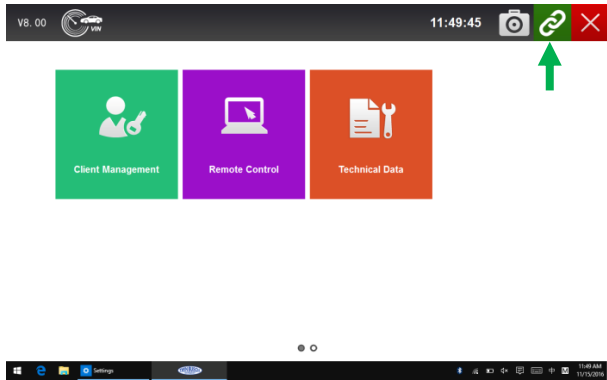 V8.00
VIN
11:49:45
Client Management
Remote Control
Technical Data
Settings
中
M
11:49 AM
11/15/2016